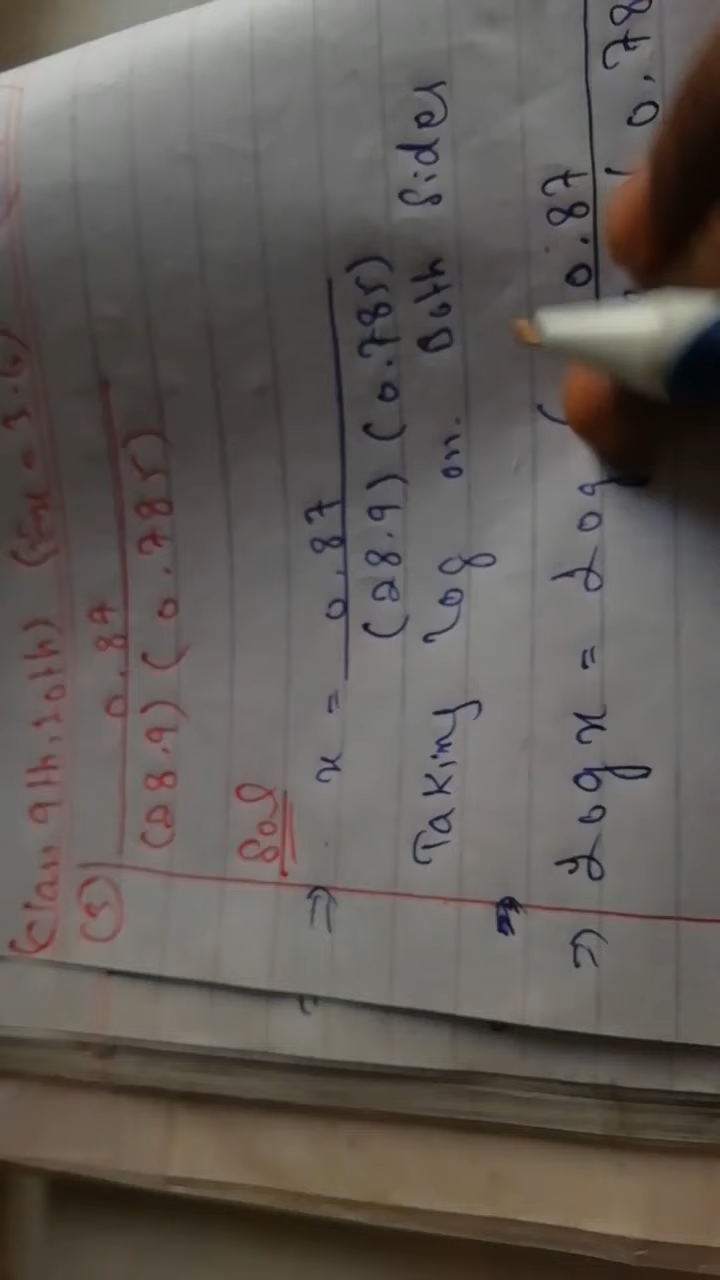 (Class 9th, 10th) (Ex = 3.6)
(3) 0.87
(28.9) ( 0.785)
Sol
⇒ x = 0.87
(28.9) (0.785)
Taking log on. Both sides
⇒
⇒ log x = log ( 0.87
( 0.78